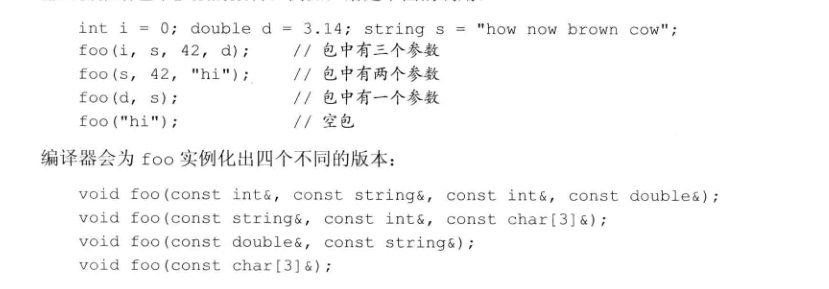 int i = 0; double d = 3.14; string s = "how now brown cow";
foo(i, s, 42, d);    // 包中有三个参数
foo(s, 42, "hi");    // 包中有两个参数
foo(d, s);           // 包中有一个参数
foo("hi");           // 空包
编译器会为 foo 实例化出四个不同的版本：
void foo(const int&, const string&, const int&, const double&);
void foo(const string&, const int&, const char[3]&);
void foo(const double&, const string&);
void foo(const char[3]&);